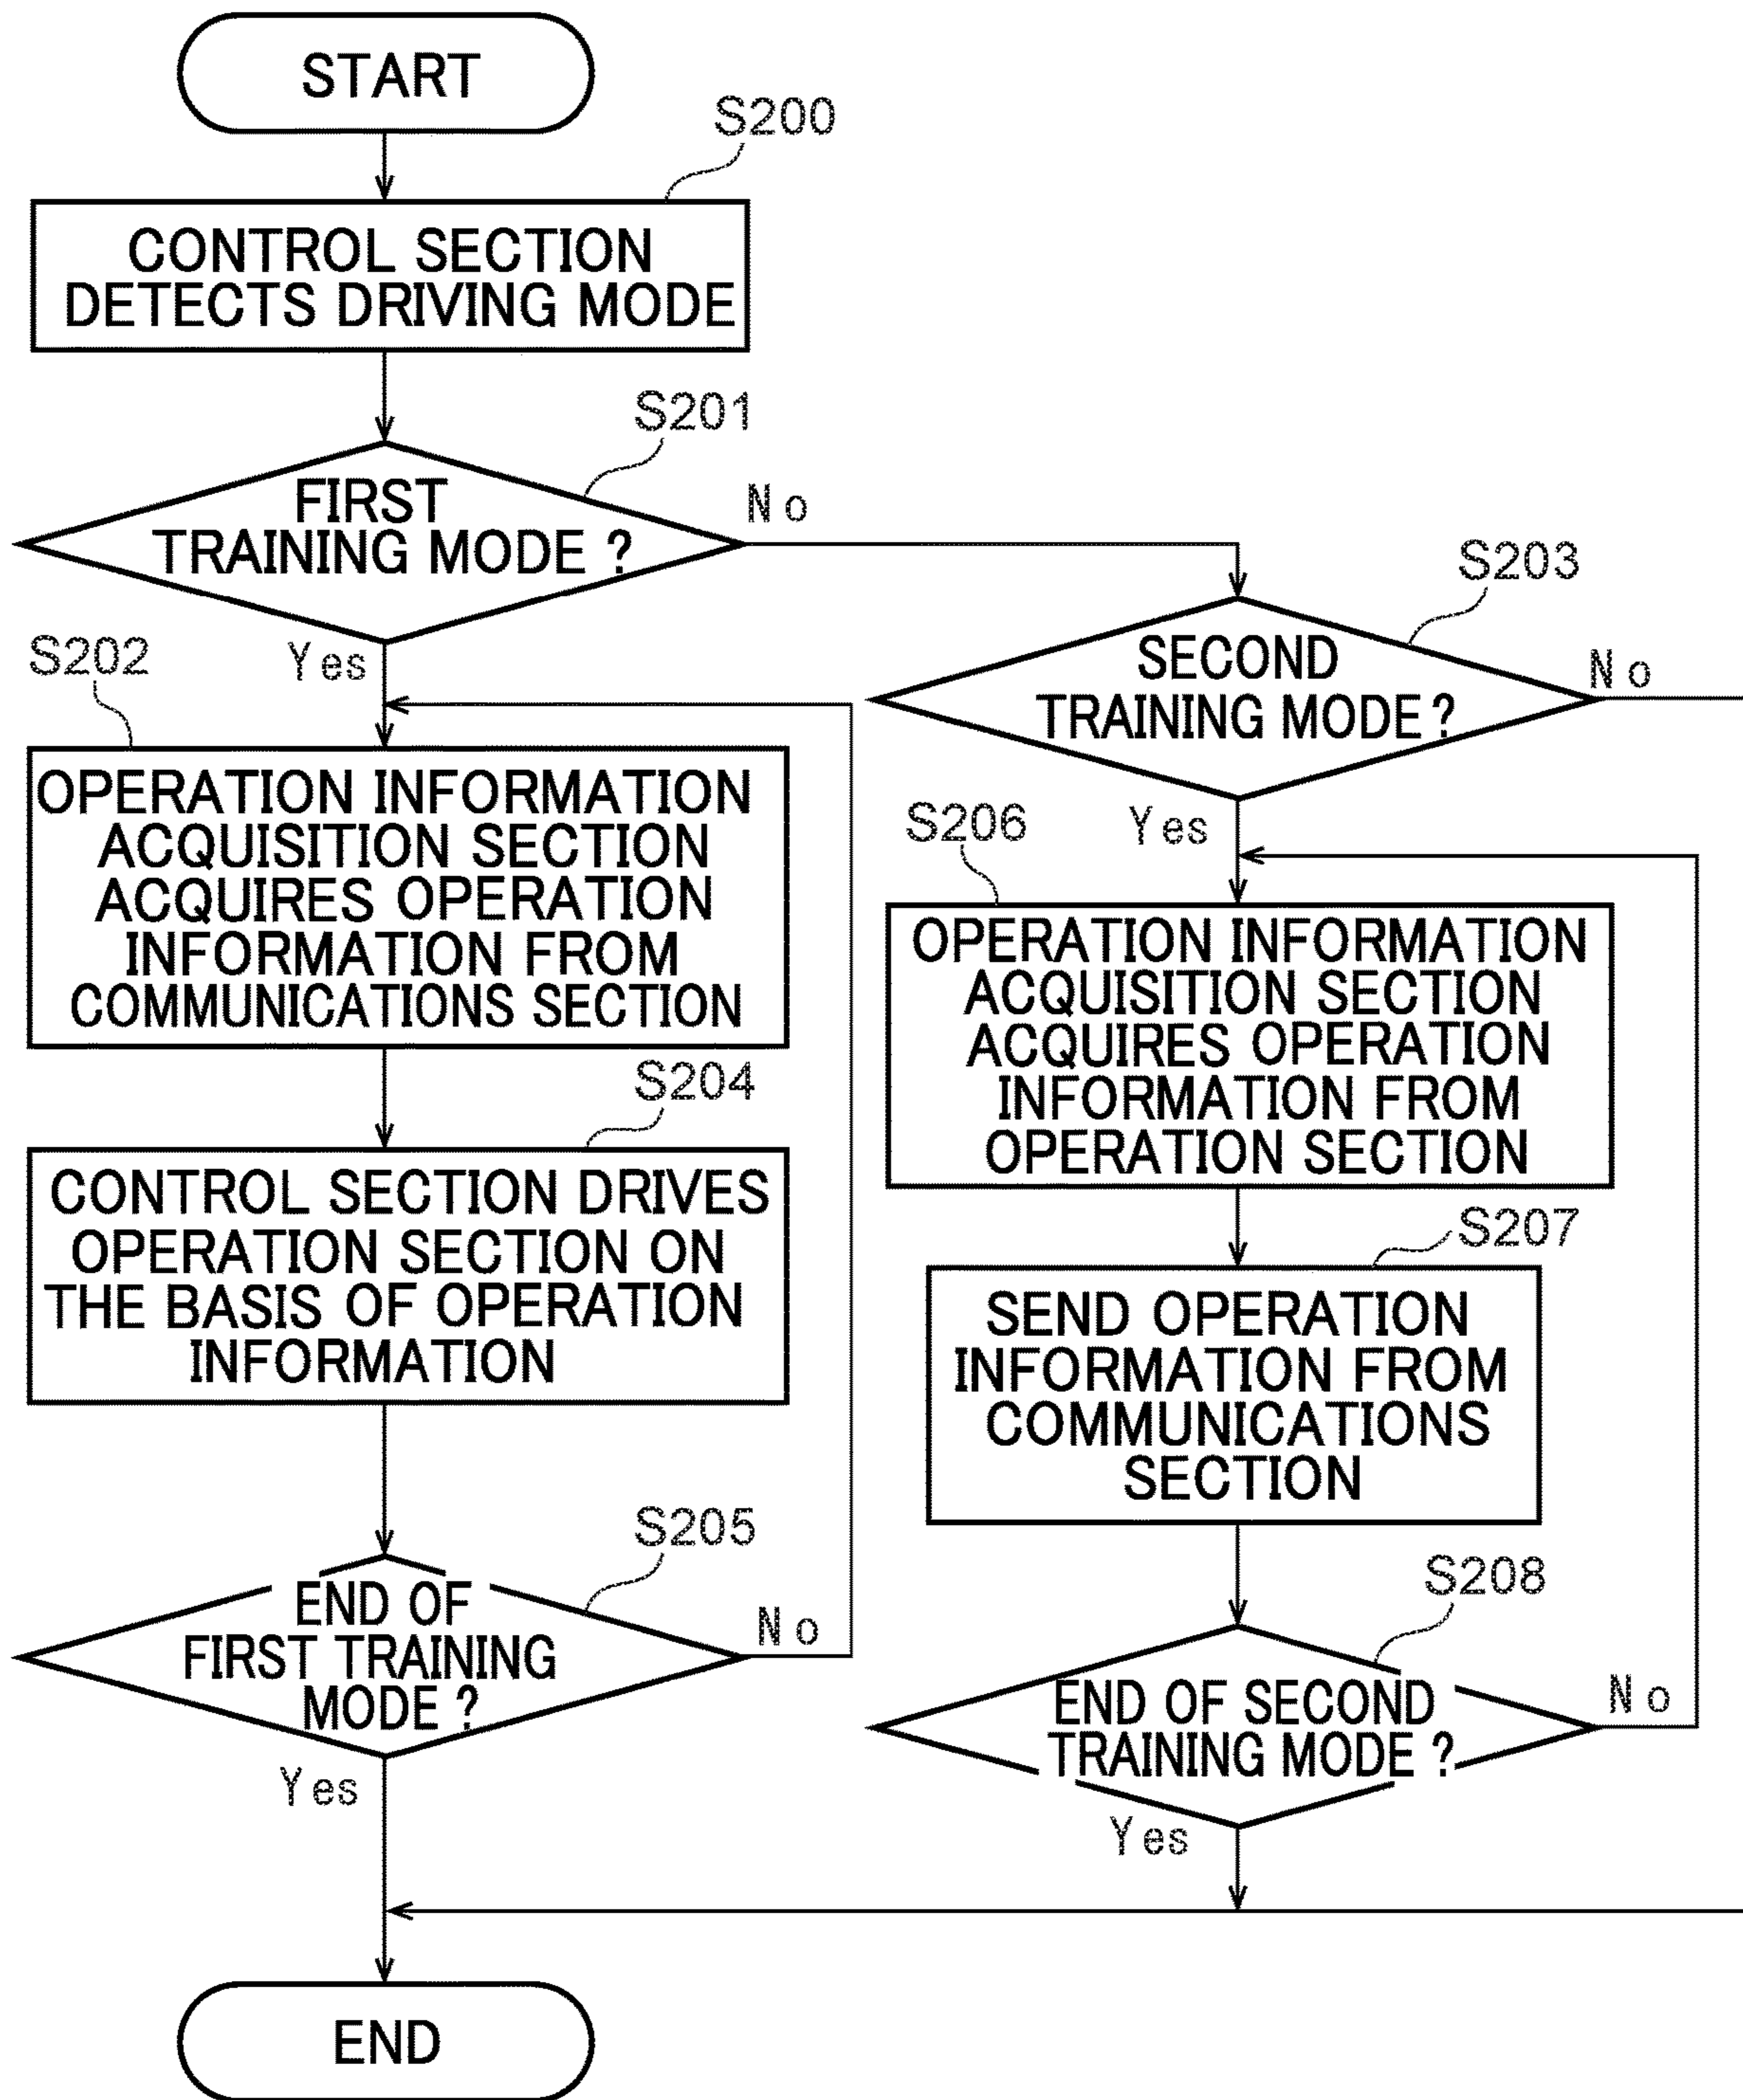 START
S200
CONTROL SECTION
DETECTS DRIVING MODE
S201
FIRST
TRAINING MODE ?
No
Yes
S203
SECOND
TRAINING MODE ?
No
Yes
S202
OPERATION INFORMATION
ACQUISITION SECTION
ACQUIRES OPERATION
INFORMATION FROM
COMMUNICATIONS SECTION
S204
CONTROL SECTION DRIVES
OPERATION SECTION ON
THE BASIS OF OPERATION
INFORMATION
S205
END OF
FIRST TRAINING
MODE ?
No
Yes
S206
OPERATION INFORMATION
ACQUISITION SECTION
ACQUIRES OPERATION
INFORMATION FROM
OPERATION SECTION
S207
SEND OPERATION
INFORMATION FROM
COMMUNICATIONS
SECTION
S208
END OF SECOND
TRAINING MODE ?
No
Yes
END